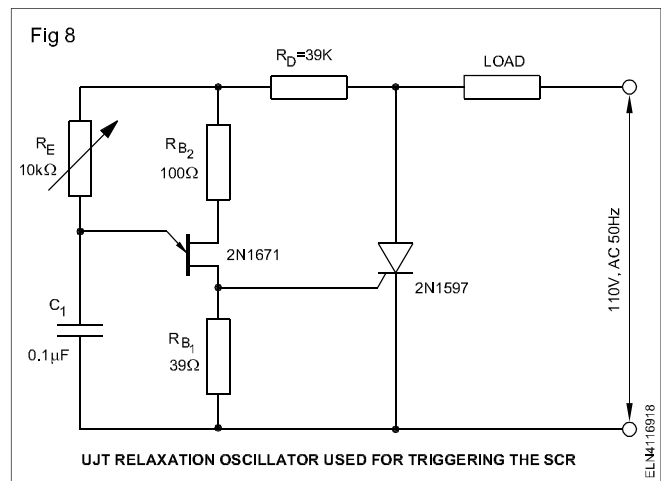 Fig 8
R_D=39K
LOAD
R_E
10kΩ
R_B2
100Ω
2N1671
2N1597
110V, AC 50Hz
C_1
0.1µF
R_B1
39Ω
UJT RELAXATION OSCILLATOR USED FOR TRIGGERING THE SCR
ELN4116918